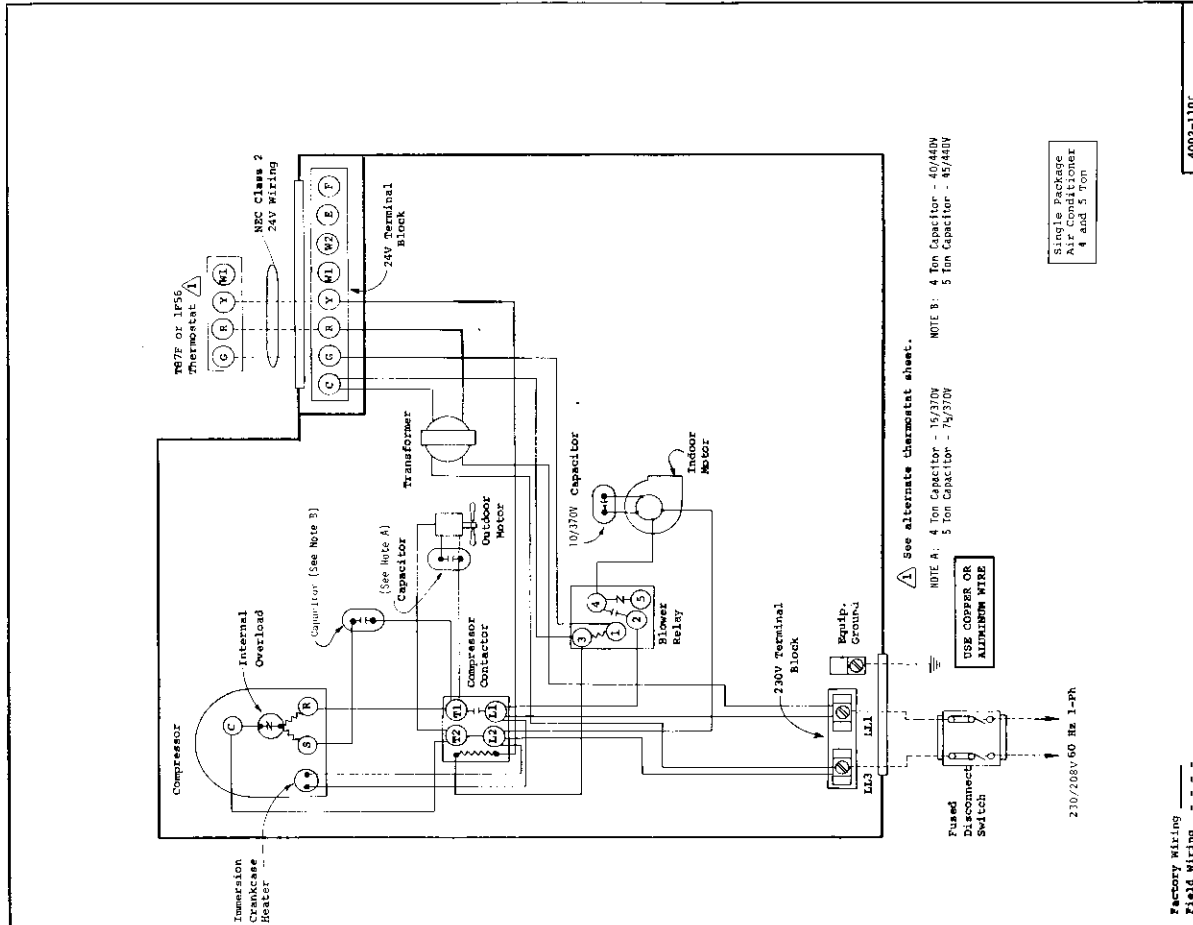 T87F or 1F56
Thermostat 1
G R Y W1
NEC Class 2
24V Wiring
C G R Y W1 W2 E F
24V Terminal
Block
Transformer
Capacitor (See Note B)
(See Note A)
Capacitor
Outdoor
Motor
Internal
Overload
Compressor
C
S R
Immersion
Crankcase
Heater
Compressor
Contactor
T2 T1
L2 L1
10/370V Capacitor
Indoor
Motor
3 1 4 2 5
Blower
Relay
230V Terminal
Block
Equip.
Ground
LL3 LL1
Fused
Disconnect
Switch
230/208V 60 Hz 1-Ph
USE COPPER OR
ALUMINUM WIRE
1 See alternate thermostat sheet.
NOTE A: 4 Ton Capacitor - 15/370V
5 Ton Capacitor - 7½/370V
NOTE B: 4 Ton Capacitor - 40/440V
5 Ton Capacitor - 45/440V
Single Package
Air Conditioner
4 and 5 Ton
Factory Wiring
Field Wiring